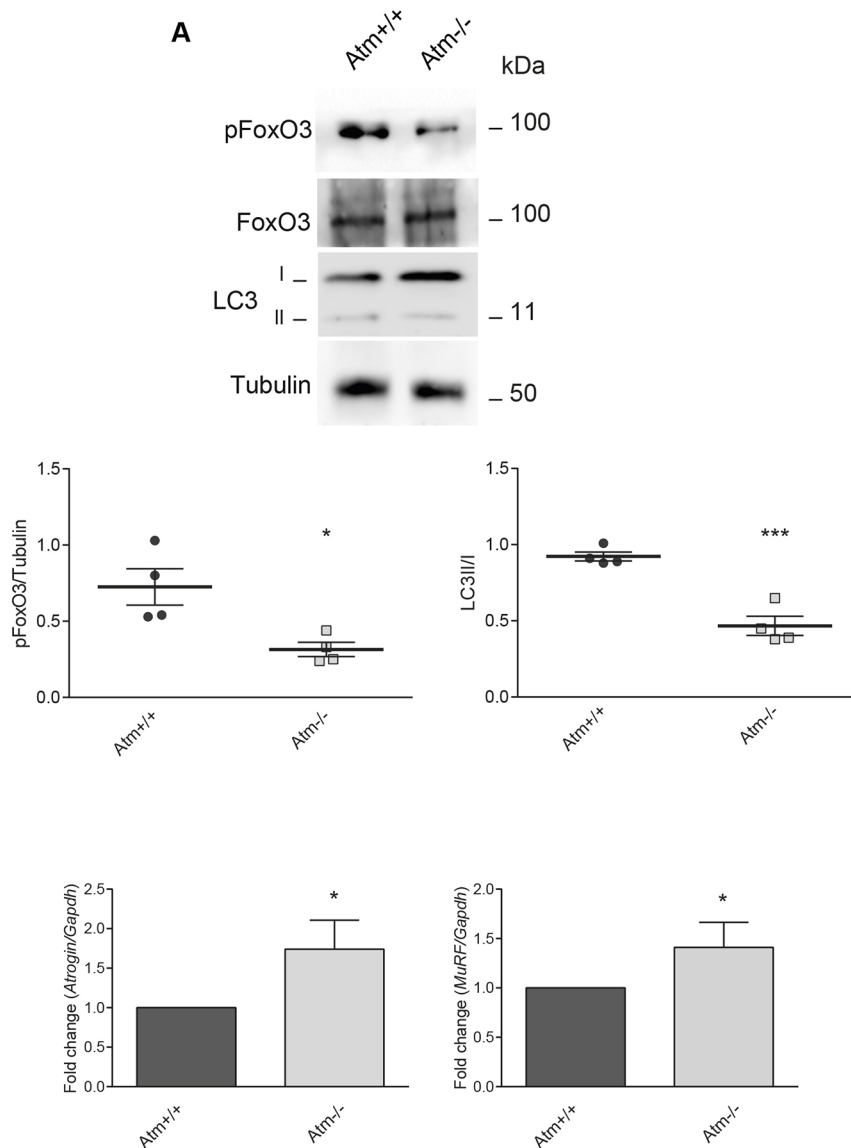 A
Atm+/+ Atm-/-
kDa
pFoxO3 – 100
FoxO3 – 100
I –
LC3
II – – 11
Tubulin – 50
pFoxO3/Tubulin
1.5
1.0
0.5
0.0
*
Atm+/+ Atm-/-
LC3II/I
1.5
1.0
0.5
0.0
***
Atm+/+ Atm-/-
Fold change (Atrogin/Gapdh)
2.5
2.0
1.5
1.0
0.5
0.0
*
Atm+/+ Atm-/-
Fold change (MuRF/Gapdh)
2.0
1.5
1.0
0.5
0.0
*
Atm+/+ Atm-/-